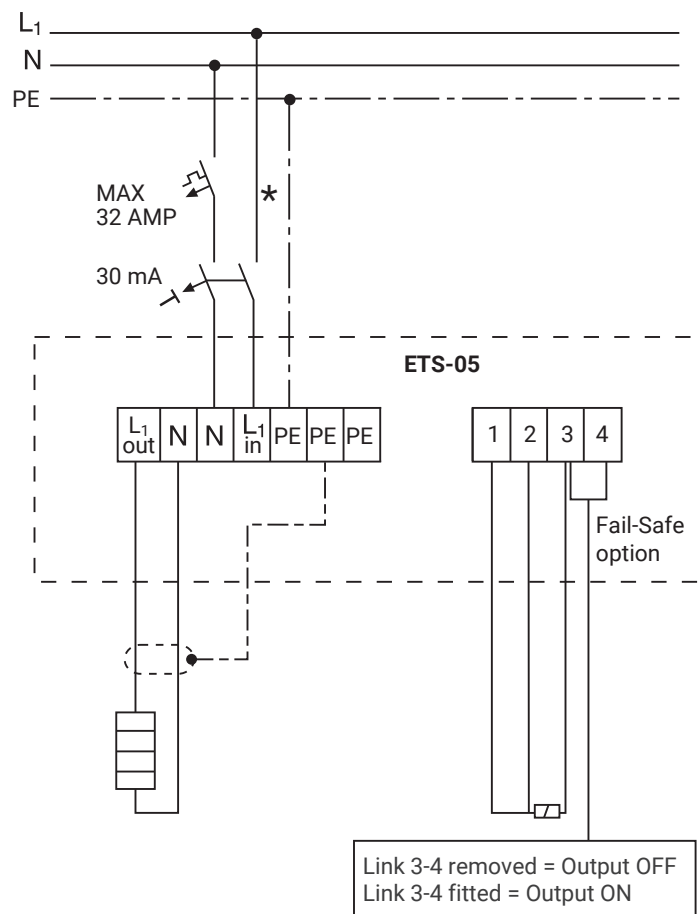 L1
N
PE
MAX
32 AMP
*
30 mA
ETS-05
L1 out N N L1 in PE PE PE
1 2 3 4
Fail-Safe
option
Link 3-4 removed = Output OFF
Link 3-4 fitted = Output ON